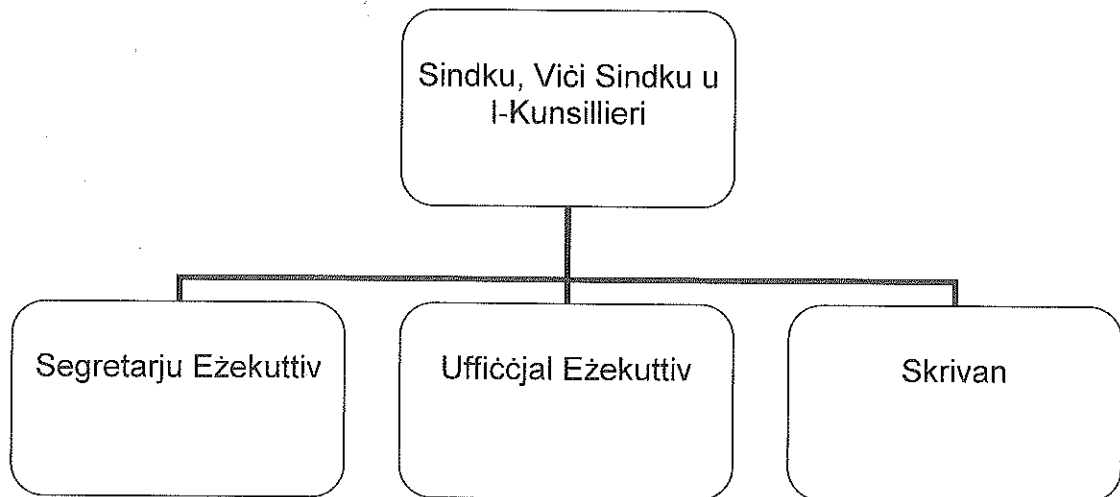 Sindku, Viċi Sindku u
l-Kunsillieri
Segretarju Eżekuttiv
Uffiċċjal Eżekuttiv
Skrivan